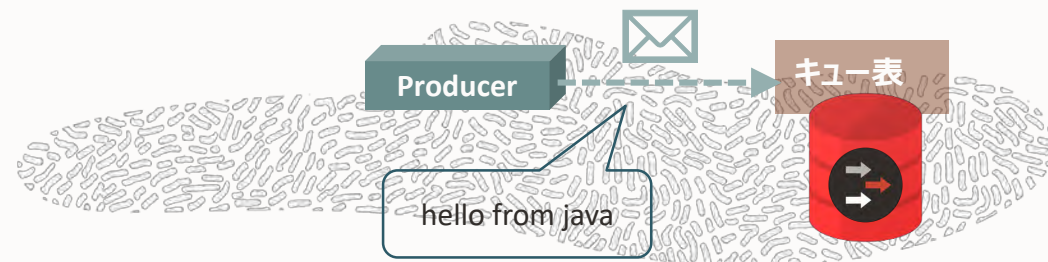 Producer
キュー表
hello from java